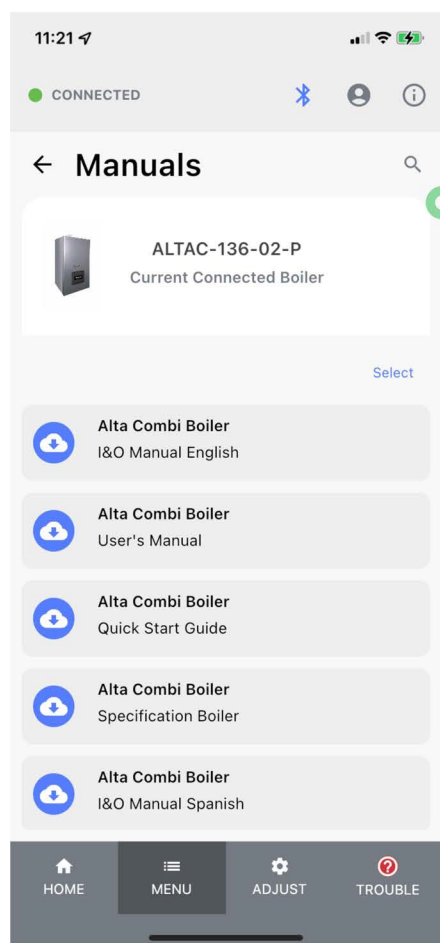 11:21
CONNECTED
Manuals
ALTAC-136-02-P
Current Connected Boiler
Select
Alta Combi Boiler
I&O Manual English
Alta Combi Boiler
User's Manual
Alta Combi Boiler
Quick Start Guide
Alta Combi Boiler
Specification Boiler
Alta Combi Boiler
I&O Manual Spanish
HOME
MENU
ADJUST
TROUBLE